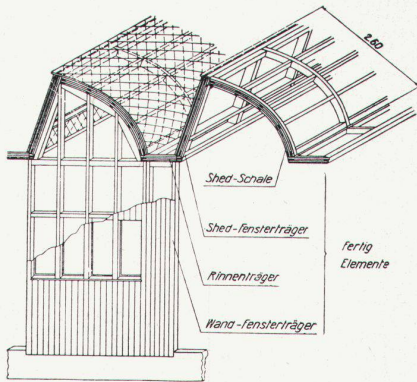 2,60
Shed-Schale
Shed-Fensterträger
Rinnenträger
Wand-Fensterträger
Fertig
Elemente